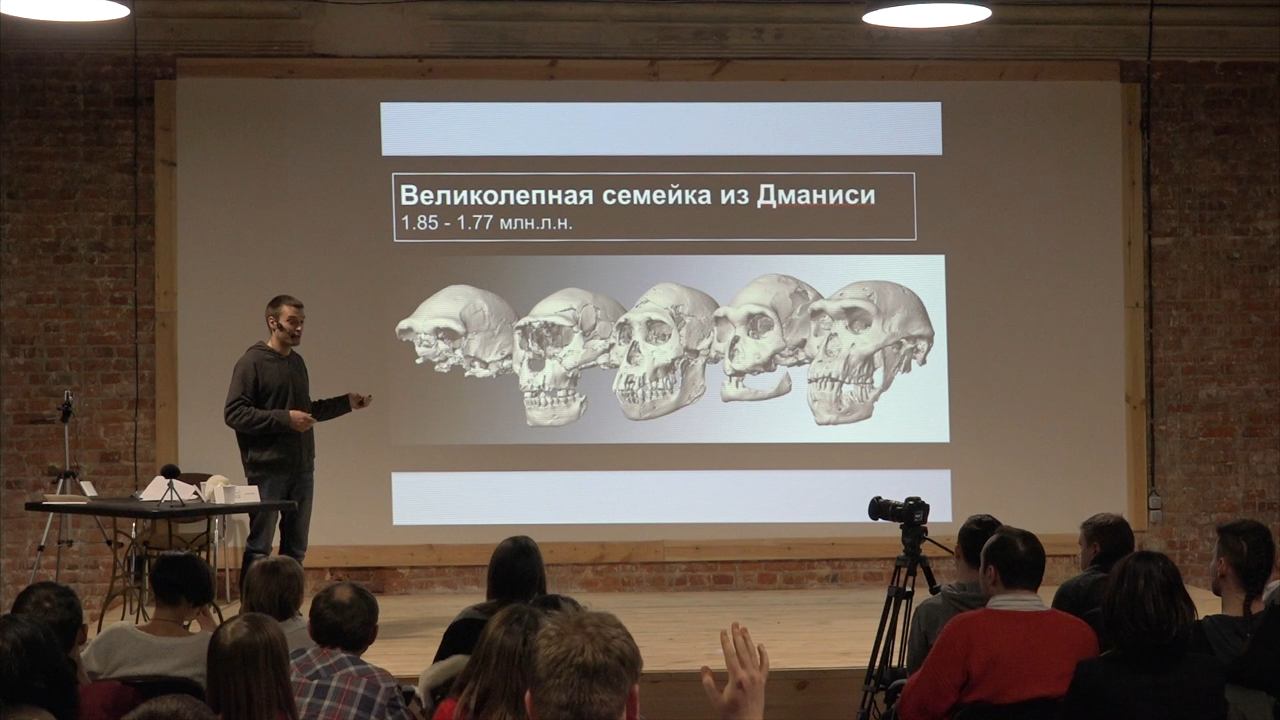 Великолепная семейка из Дманиси
1.85 - 1.77 млн.л.н.